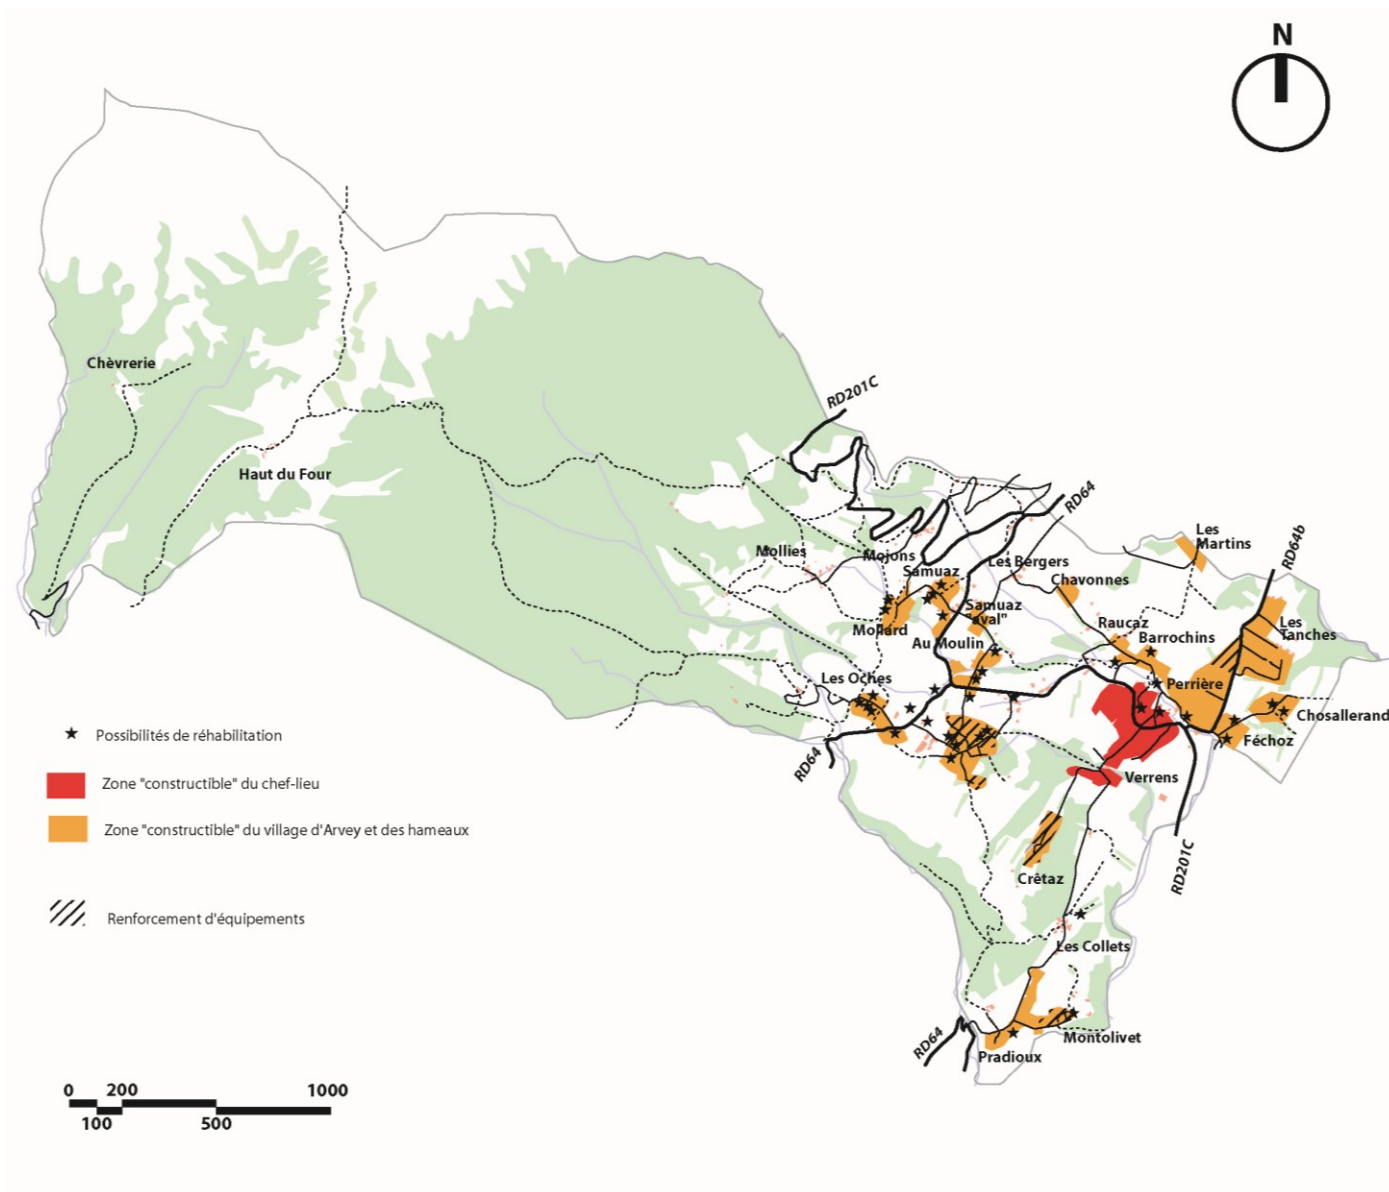 N
RD201C
Chèvrerie
Haut du Four
RD64
RD64b
Les
Martins
Mollies
Mojons
Samuaz
Les Bergers
Chavonnes
Samuaz
"aval"
Mollard
Au Moulin
Raucaz
Barrochins
Les
Tanches
Les Oches
Perrière
Chosallerand
Féchoz
RD64
Verrens
RD201C
Crêtaz
Les Collets
Montolivet
Pradioux
RD64
Possibilités de réhabilitation
Zone "constructible" du chef-lieu
Zone "constructible" du village d'Arvey et des hameaux
Renforcement d'équipements
0 200 1000
100 500